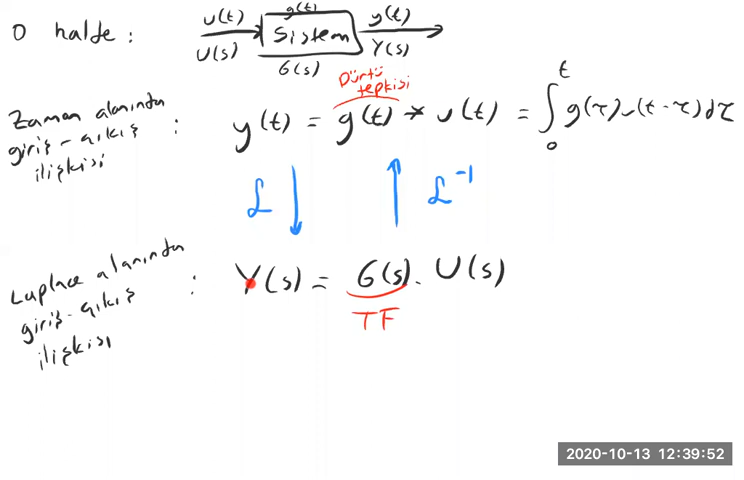 O halde :
u(t) g(t) y(t)
U(s) Sistem Y(s)
G(s)
Dürtü
tepkisi
Zaman alanında
giriş-çıkış
ilişkisi
: y(t) = g(t) * u(t) = ∫₀ᵗ g(τ)u(t-τ)dτ
ℒ ↓ ↑ ℒ⁻¹
Laplace alanında
giriş-çıkış
ilişkisi
: Y(s) = G(s). U(s)
TF
2020-10-13 12:39:52